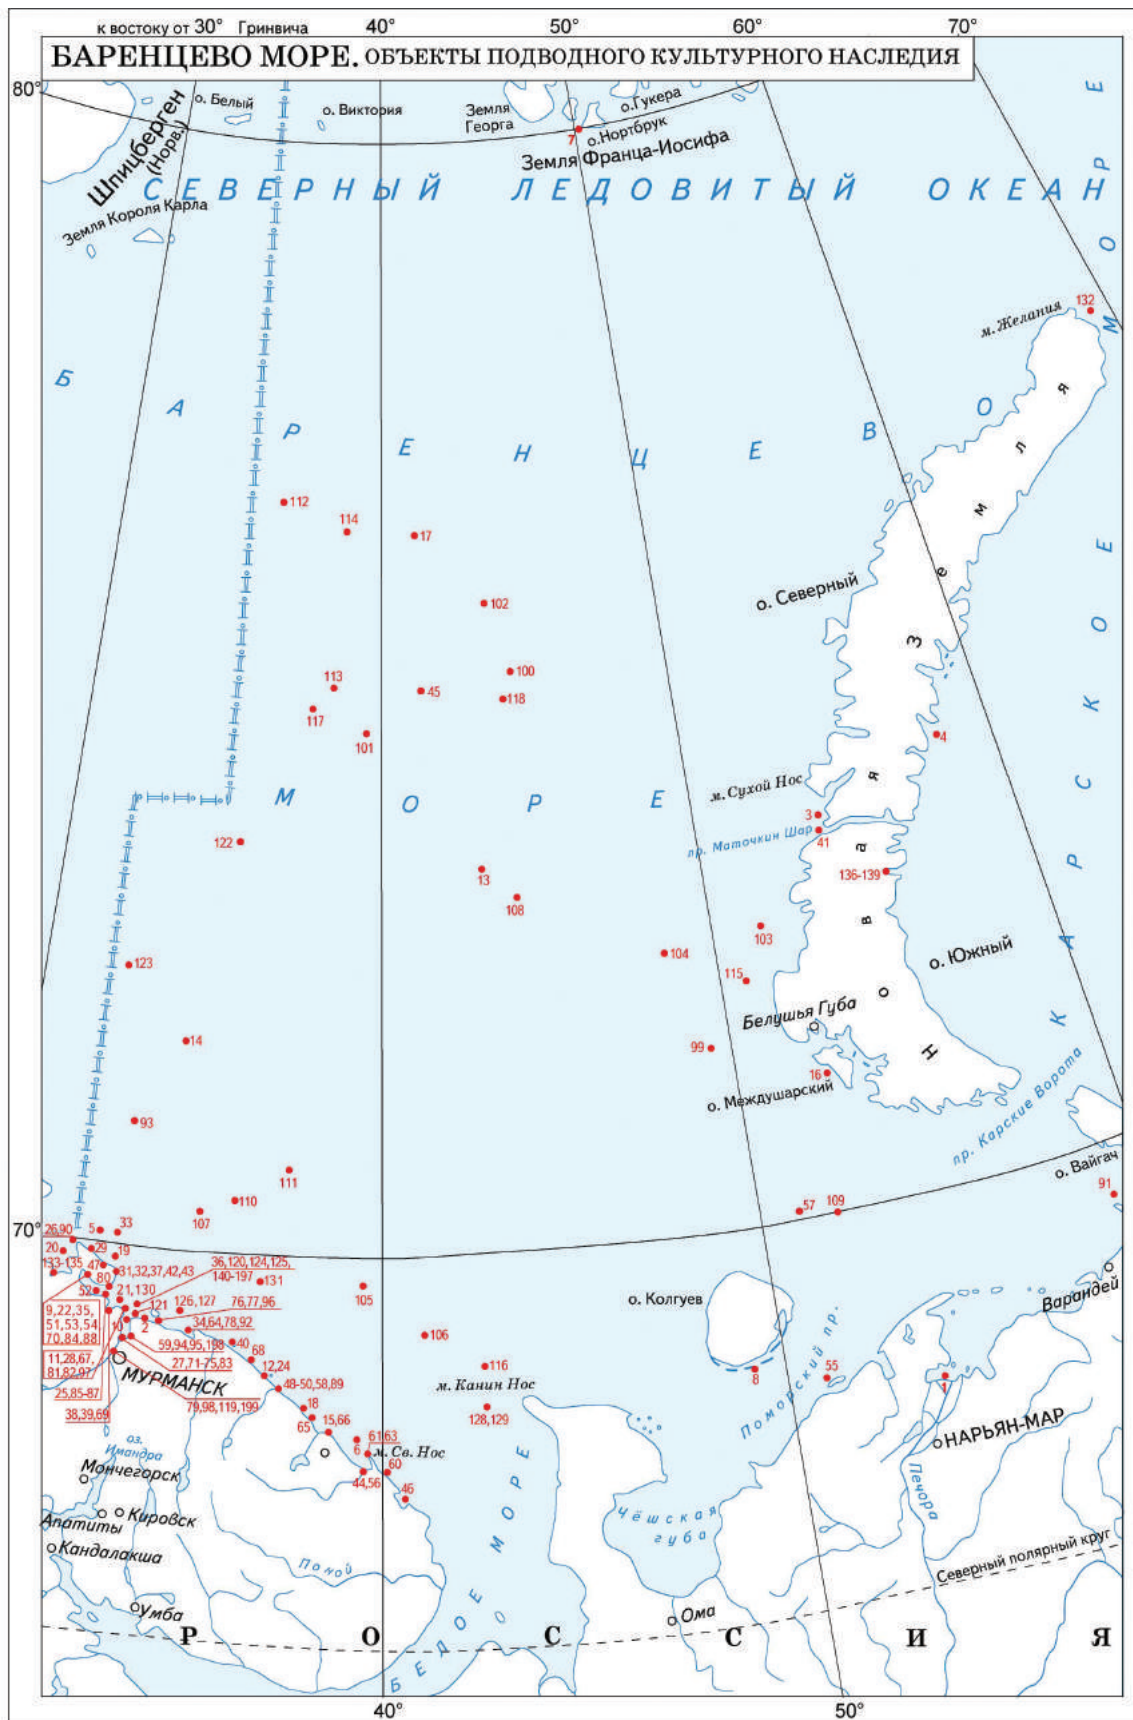 к востоку от 30° Гринвича
40°
50°
60°
70°
БАРЕНЦЕВО МОРЕ. ОБЪЕКТЫ ПОДВОДНОГО КУЛЬТУРНОГО НАСЛЕДИЯ
80°
о. Белый
о. Виктория
Земля
Георга
о.Гукера
7
о.Нортбрук
Земля Франца-Иосифа
Шпицберген
(Норв.)
СЕВЕРНЫЙ ЛЕДОВИТЫЙ ОКЕАН
Земля Короля Карла
132
м. Желания
БАРЕНЦЕВО
КАРСКОЕ МОРЕ
112
114
17
102
о. Северный
Новая Земля
100
113
45
118
117
101
4
м. Сухой Нос
МОРЕ
3
пр. Маточкин Шар
41
122
13
136-139
108
103
104
о. Южный
123
115
Белушья Губа
14
99
16
о. Междушарский
пр. Карские Ворота
93
111
о. Вайгач
91
110
107
57
109
70°
26,90
5
33
20
29
19
36,120,124,125,
140-197
133-135
47
31,32,37,42,43
131
80
52
21,130
105
о. Колгуев
Варандей
9,22,35,
51,53,54,
70,84,88
121
126,127
76,77,96
10
2
34,64,78,92
106
59,94,95,198
40
11,28,67,
81,82,97
27,71-75,83
68
116
12,24
8
55
1
МУРМАНСК
25,85-87
48-50,58,89
м. Канин Нос
Поморский пр.
79,98,119,199
38,39,69
18
128,129
65
15,66
НАРЬЯН-МАР
оз.
Имандра
6
61,63
м. Св. Нос
60
Мончегорск
44,56
46
Печора
Чёшская
губа
Апатиты
Кировск
Кандалакша
Поной
БЕЛОЕ МОРЕ
Северный полярный круг
Умба
Ома
РОССИЯ
40°
50°